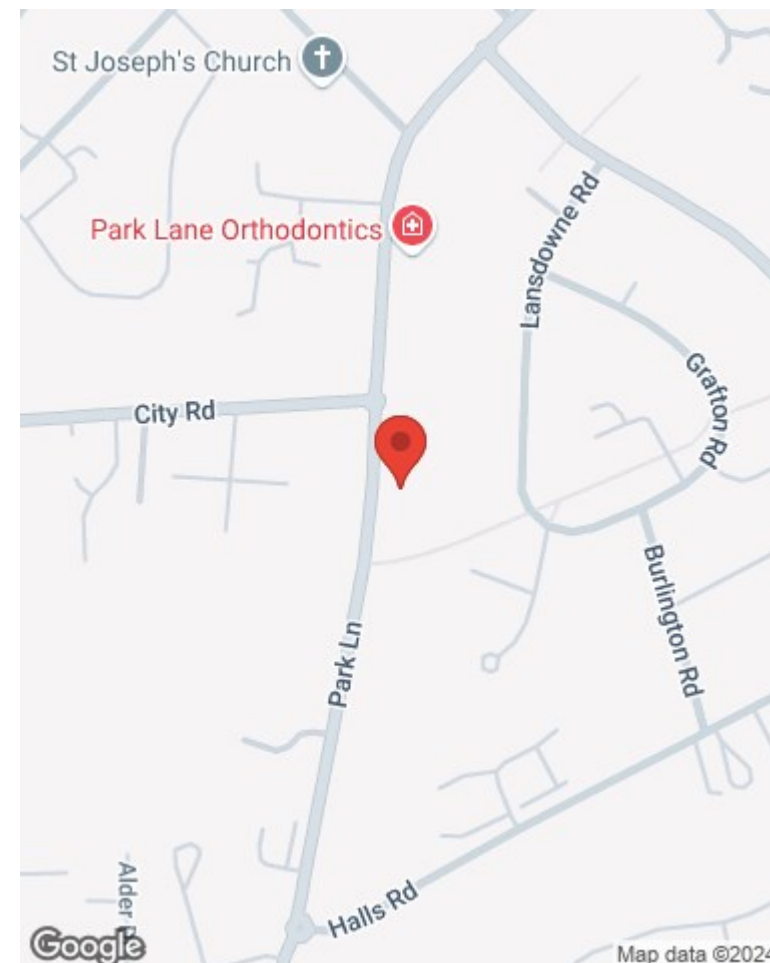 St Joseph's Church
Park Lane Orthodontics
Lansdowne Rd
Grafton Rd
City Rd
Burlington Rd
Park Ln
Alder
Halls Rd
Google
Map data ©2024